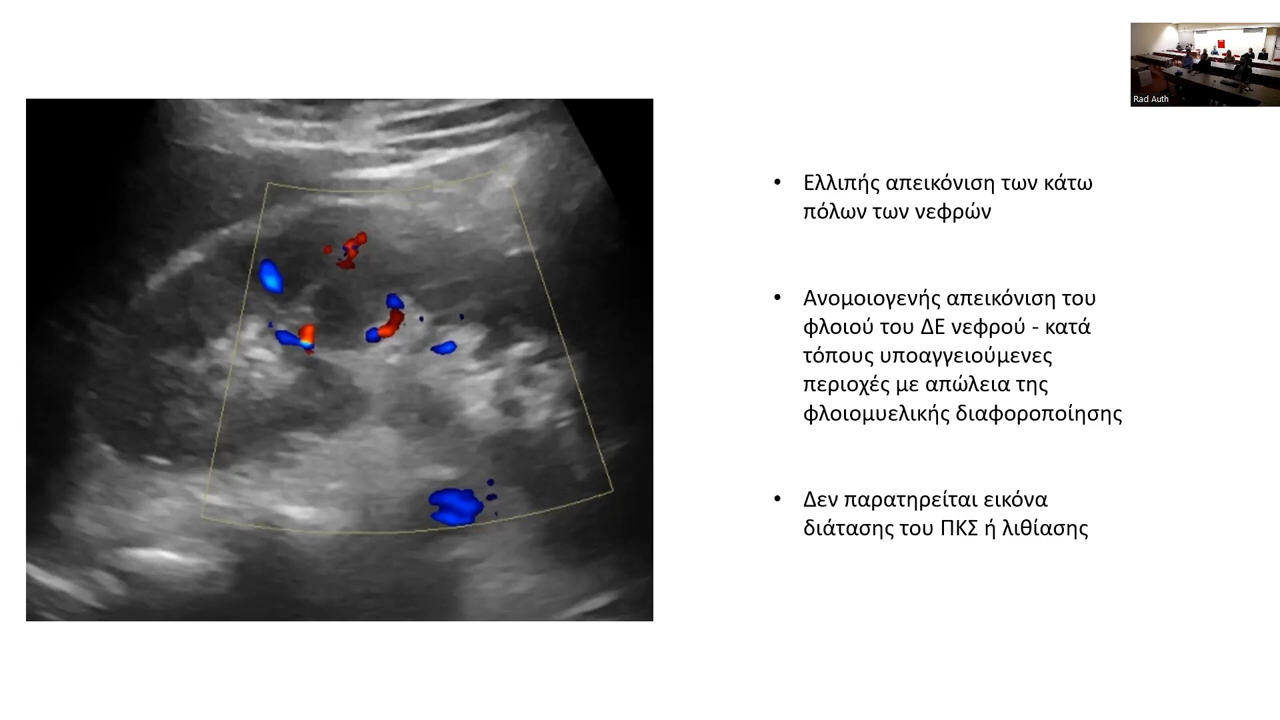 Rad Auth
• Ελλιπής απεικόνιση των κάτω
πόλων των νεφρών
• Ανομοιογενής απεικόνιση του
φλοιού του ΔΕ νεφρού - κατά
τόπους υποαγγειούμενες
περιοχές με απώλεια της
φλοιομυελικής διαφοροποίησης
• Δεν παρατηρείται εικόνα
διάτασης του ΠΚΣ ή λιθίασης